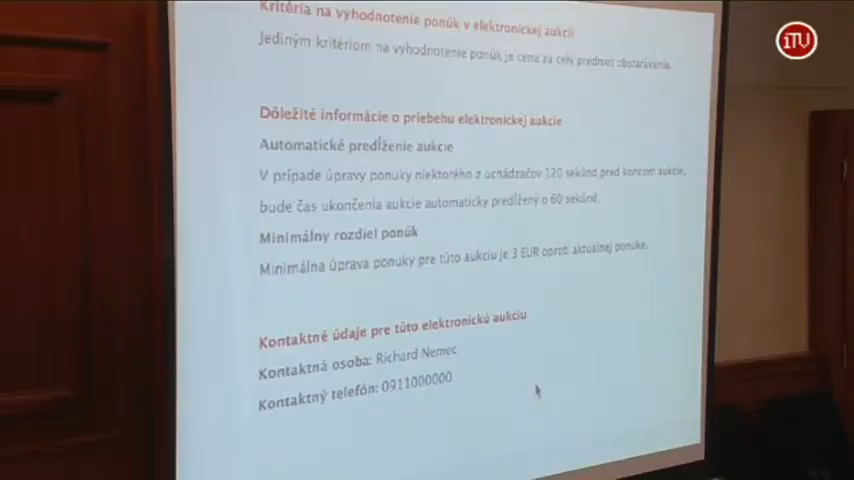 iTV
Kritéria na vyhodnotenie ponúk v elektronickej aukcii
Jediným kritériom na vyhodnotenie ponúk je cena za celý predmet obstarávania.
Dôležité informácie o priebehu elektronickej aukcie
Automatické predĺženie aukcie
V prípade úpravy ponuky niektorého z uchádzačov 120 sekúnd pred koncom aukcie,
bude čas ukončenia aukcie automaticky predĺžený o 60 sekúnd.
Minimálny rozdiel ponúk
Minimálna úprava ponuky pre túto aukciu je 3 EUR oproti aktuálnej ponuke.
Kontaktné údaje pre túto elektronickú aukciu
Kontaktná osoba: Richard Nemec
Kontaktný telefón: 0911000000